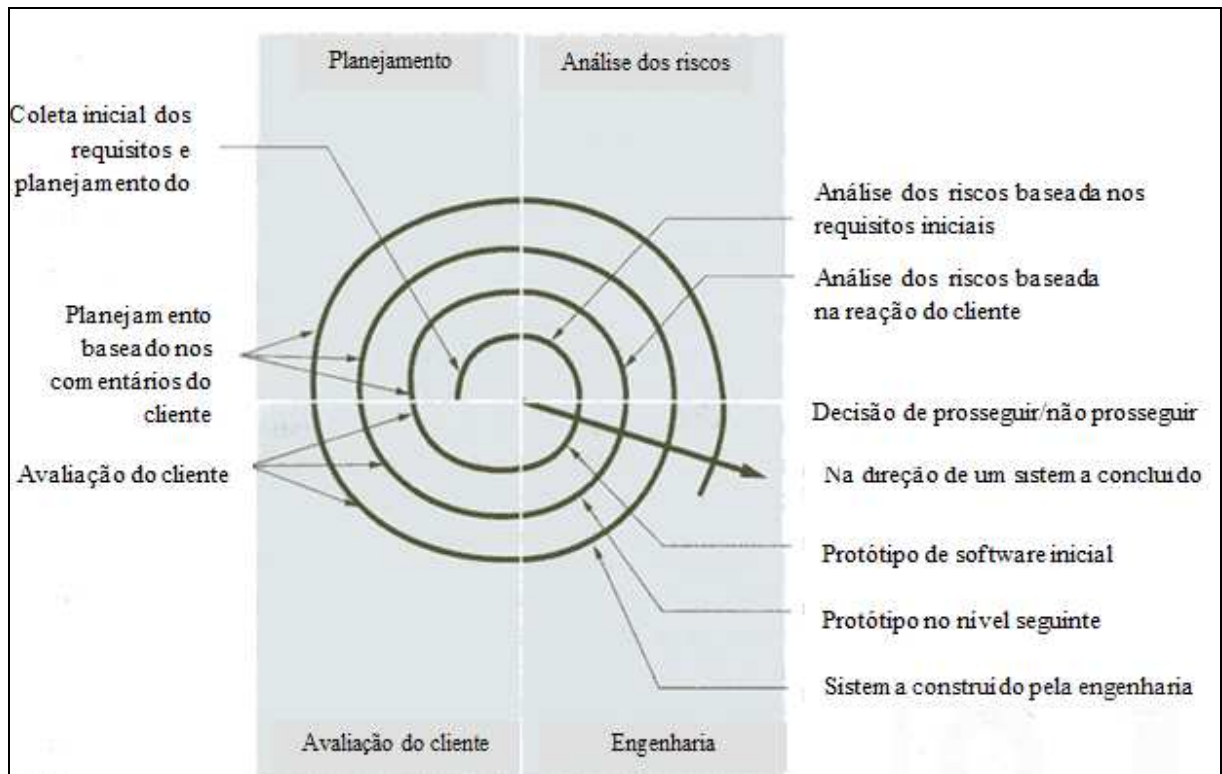 Planejamento
Análise dos riscos
Coleta inicial dos
requisitos e
planejamento do
Análise dos riscos baseada nos
requisitos iniciais
Análise dos riscos baseada
na reação do cliente
Planejamento
baseado nos
comentários do
cliente
Decisão de prosseguir/não prosseguir
Avaliação do cliente
Na direção de um sistema concluido
Protótipo de software inicial
Protótipo no nível seguinte
Sistema construído pela engenharia
Avaliação do cliente
Engenharia